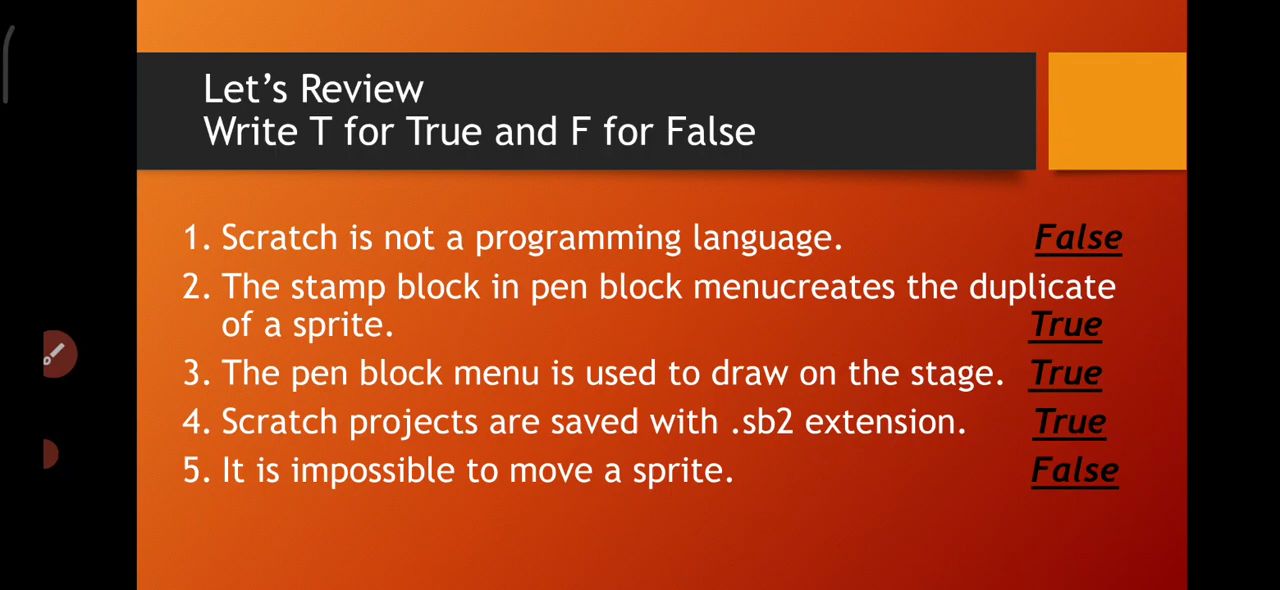 Let’s Review
Write T for True and F for False
1. Scratch is not a programming language. False
2. The stamp block in pen block menucreates the duplicate
of a sprite. True
3. The pen block menu is used to draw on the stage. True
4. Scratch projects are saved with .sb2 extension. True
5. It is impossible to move a sprite. False